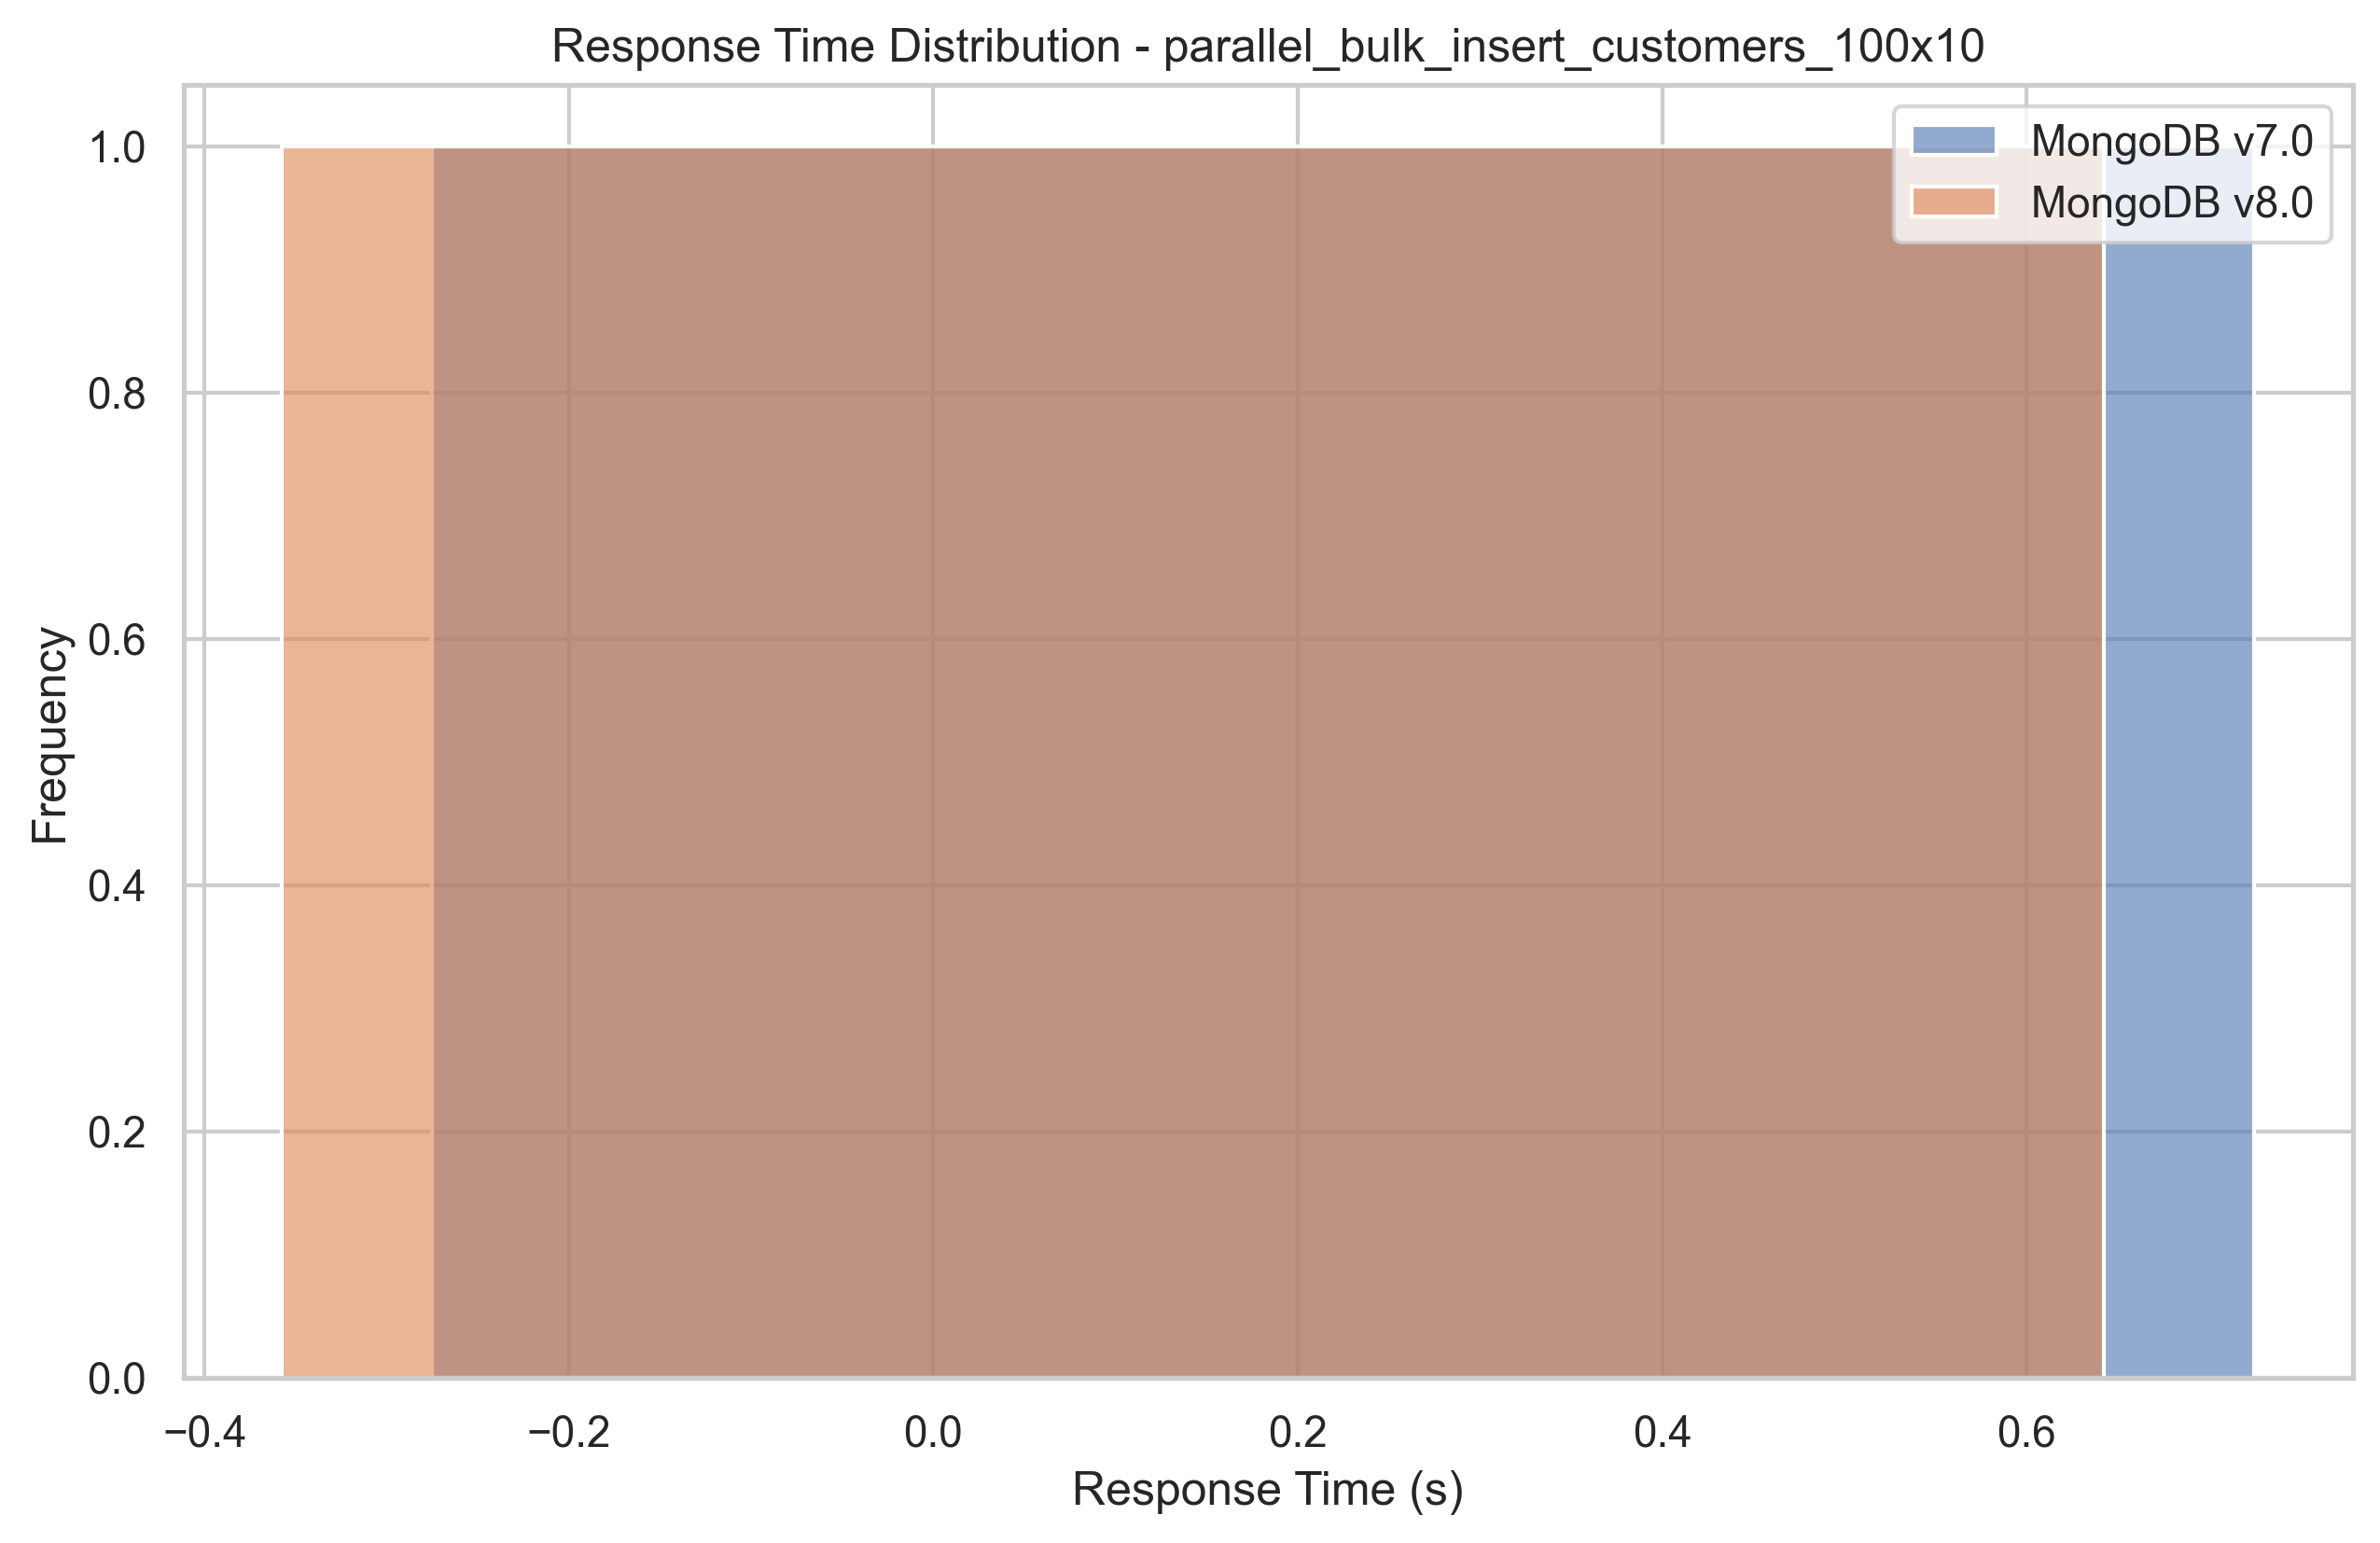 Response Time Distribution - parallel_bulk_insert_customers_100x10
MongoDB v7.0
MongoDB v8.0
1.0
0.8
0.6
0.4
0.2
0.0
Frequency
−0.4
−0.2
0.0
0.2
0.4
0.6
Response Time (s)